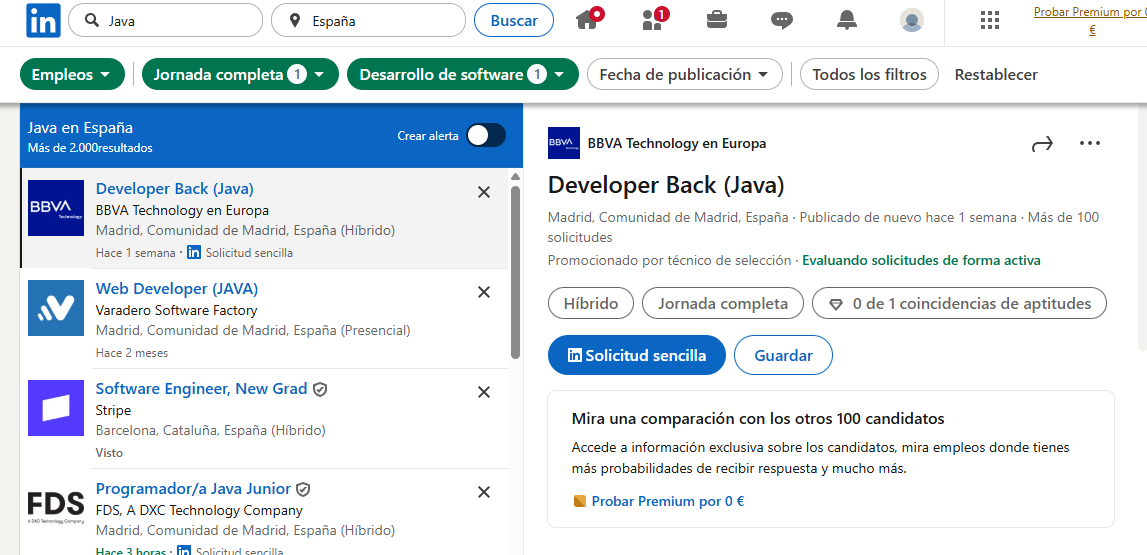 in
Java
España
Buscar
1
Probar Premium por 0
€
Empleos
Jornada completa 1
Desarrollo de software 1
Fecha de publicación
Todos los filtros
Restablecer
Java en España
Más de 2.000resultados
Crear alerta
BBVA
Technology
Developer Back (Java)
BBVA Technology en Europa
Madrid, Comunidad de Madrid, España (Híbrido)
Hace 1 semana · in Solicitud sencilla
Web Developer (JAVA)
Varadero Software Factory
Madrid, Comunidad de Madrid, España (Presencial)
Hace 2 meses
Software Engineer, New Grad
Stripe
Barcelona, Cataluña, España (Híbrido)
Visto
FDS
A DXC Technology Company
Programador/a Java Junior
FDS, A DXC Technology Company
Madrid, Comunidad de Madrid, España (Híbrido)
Hace 3 horas · in Solicitud sencilla
BBVA
Technology
BBVA Technology en Europa
Developer Back (Java)
Madrid, Comunidad de Madrid, España · Publicado de nuevo hace 1 semana · Más de 100
solicitudes
Promocionado por técnico de selección · Evaluando solicitudes de forma activa
Híbrido
Jornada completa
0 de 1 coincidencias de aptitudes
in Solicitud sencilla
Guardar
Mira una comparación con los otros 100 candidatos
Accede a información exclusiva sobre los candidatos, mira empleos donde tienes
más probabilidades de recibir respuesta y mucho más.
Probar Premium por 0 €